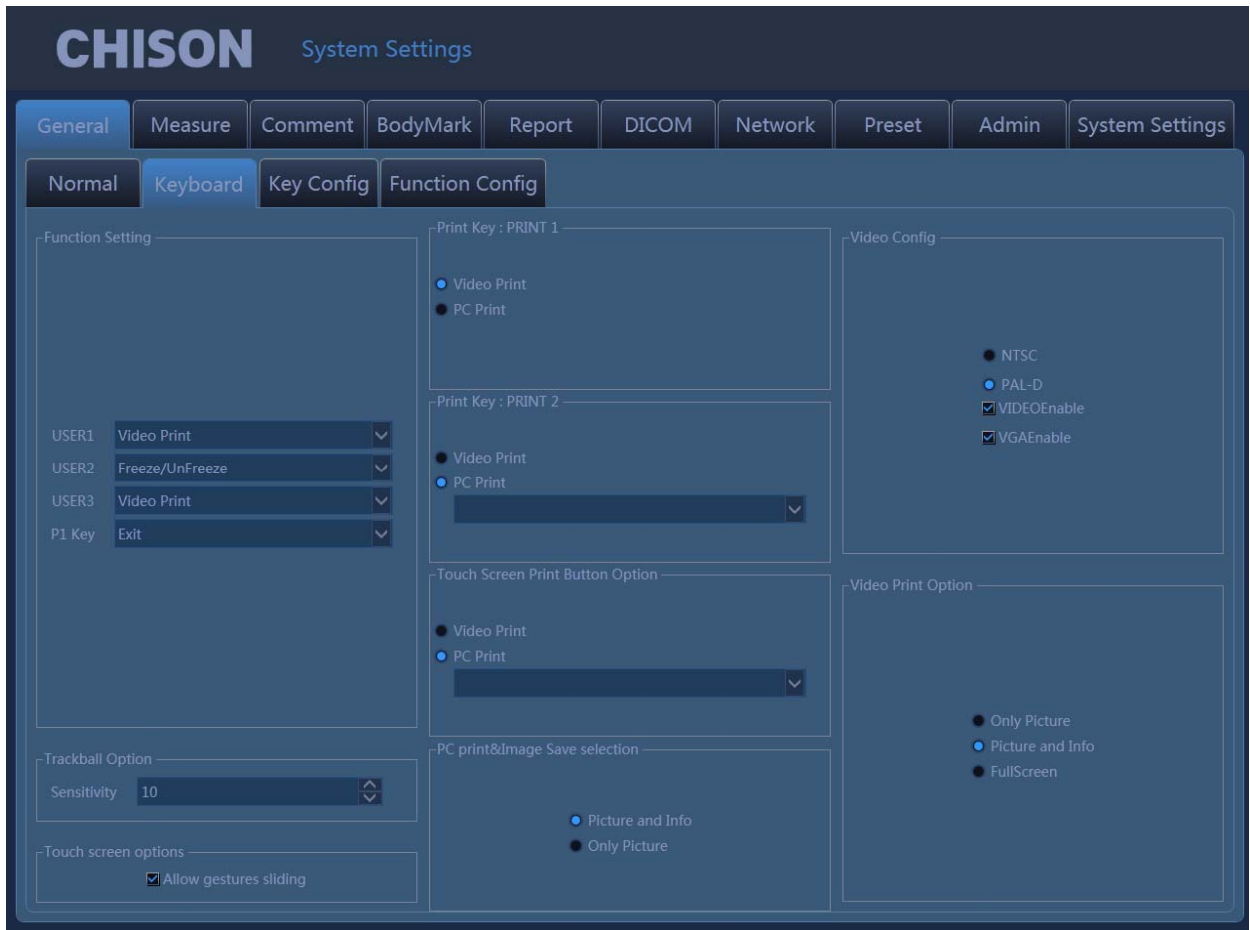 CHISON System Settings
General Measure Comment BodyMark Report DICOM Network Preset Admin System Settings
Normal Keyboard Key Config Function Config
Function Setting
USER1 Video Print
USER2 Freeze/UnFreeze
USER3 Video Print
P1 Key Exit
Trackball Option
Sensitivity 10
Touch screen options
Allow gestures sliding
Print Key : PRINT 1
Video Print
PC Print
Print Key : PRINT 2
Video Print
PC Print
Touch Screen Print Button Option
Video Print
PC Print
PC print&Image Save selection
Picture and Info
Only Picture
Video Config
NTSC
PAL-D
VIDEOEnable
VGAEnable
Video Print Option
Only Picture
Picture and Info
FullScreen